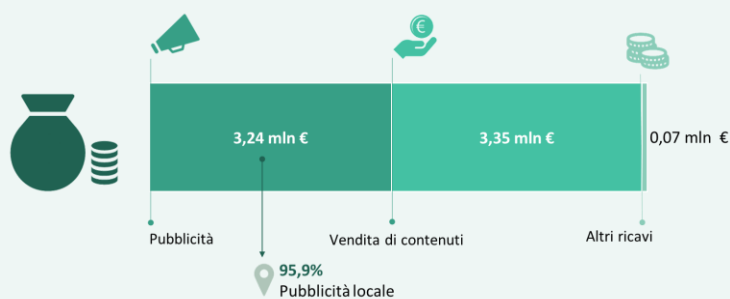 €
3,24 mln €
3,35 mln €
0,07 mln €
Pubblicità
Vendita di contenuti
Altri ricavi
95,9%
Pubblicità locale